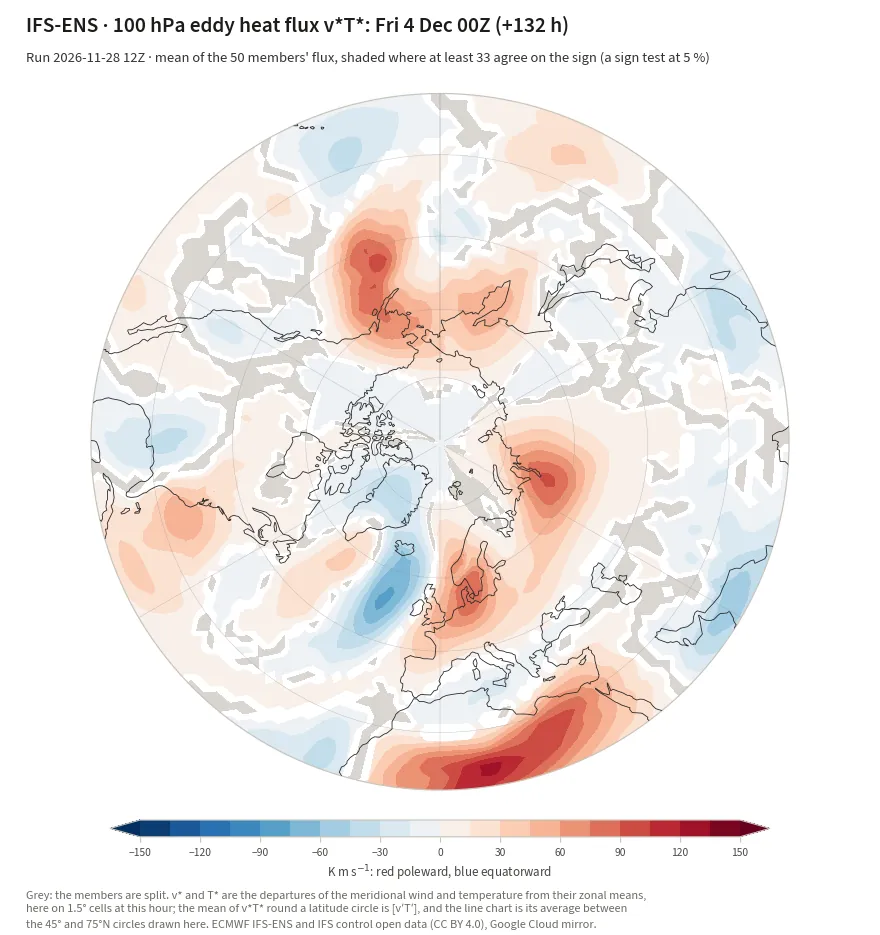 IFS-ENS · 100 hPa eddy heat flux v*T*: Fri 4 Dec 00Z (+132 h)
Run 2026-11-28 12Z · mean of the 50 members' flux, shaded where at least 33 agree on the sign (a sign test at 5 %)
−150 −120 −90 −60 −30 0 30 60 90 120 150
K m s⁻¹: red poleward, blue equatorward
Grey: the members are split. v* and T* are the departures of the meridional wind and temperature from their zonal means,
here on 1.5° cells at this hour; the mean of v*T* round a latitude circle is [v′T′], and the line chart is its average between
the 45° and 75°N circles drawn here. ECMWF IFS-ENS and IFS control open data (CC BY 4.0), Google Cloud mirror.